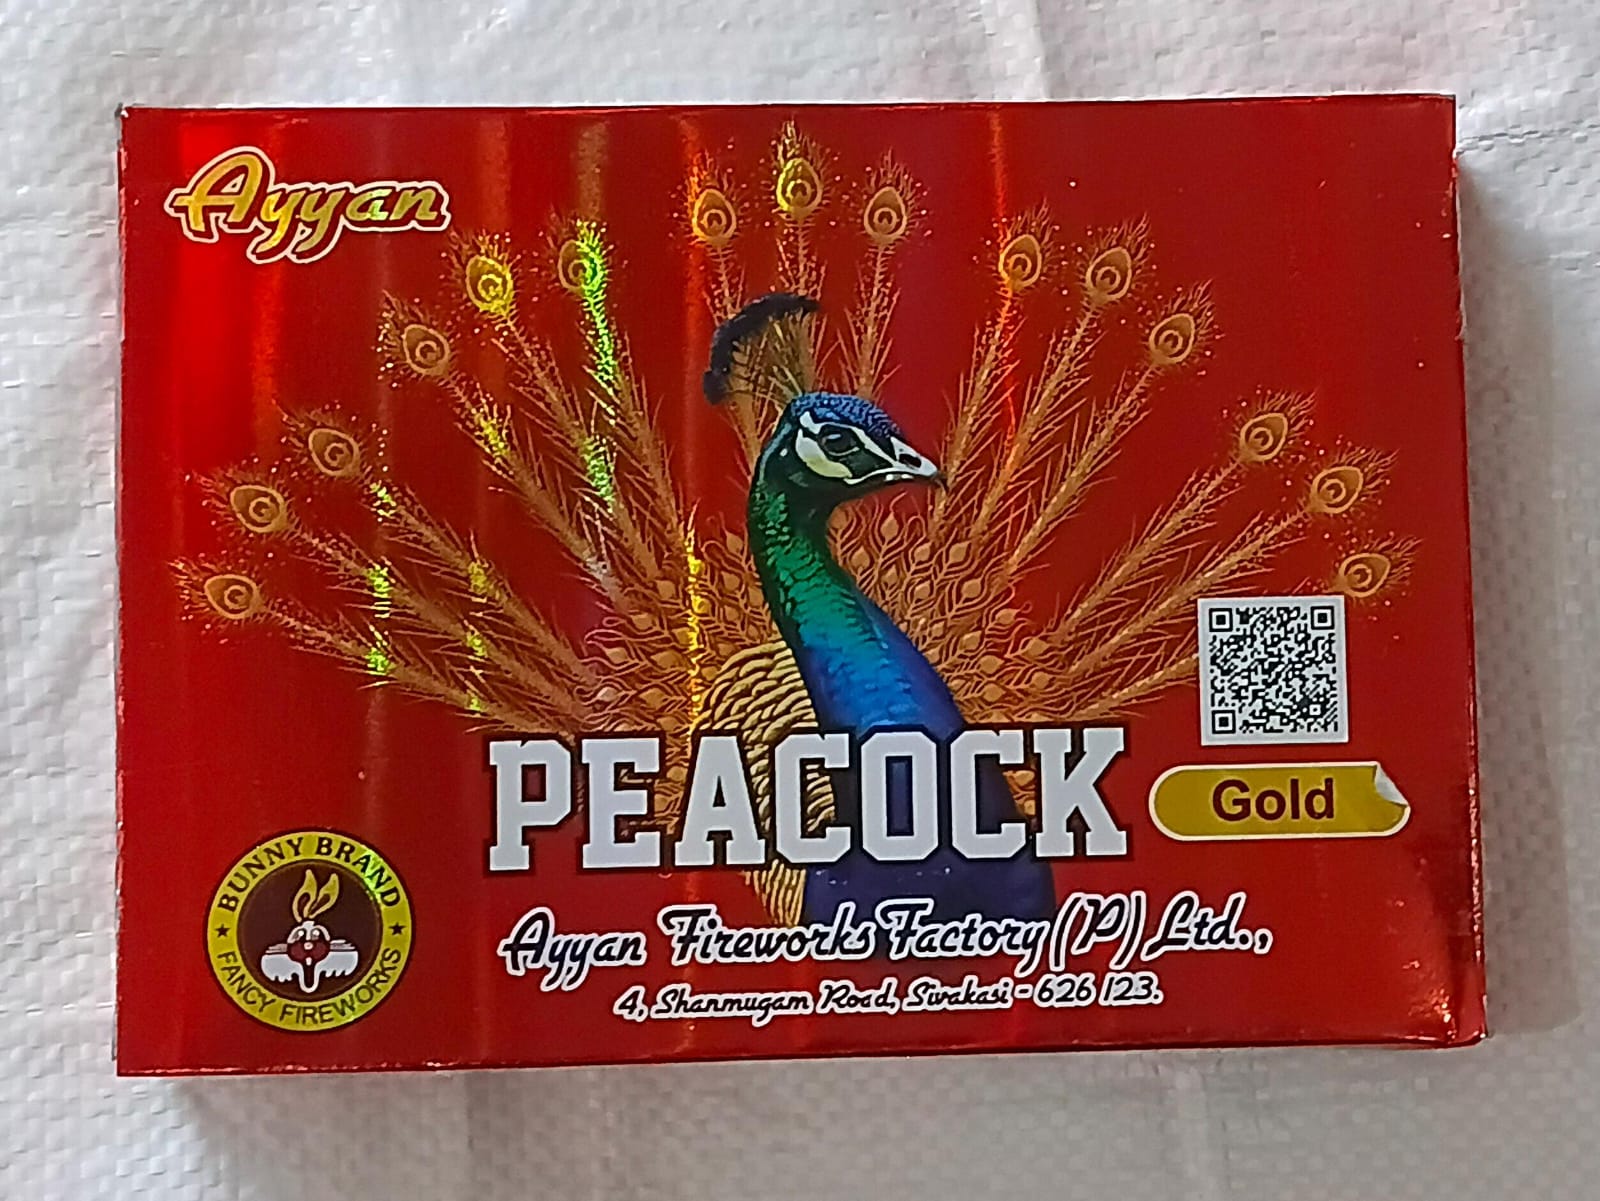 Ayyan
PEACOCK
Gold
BUNNY BRAND
FANCY FIREWORKS
Ayyan Fireworks Factory (P) Ltd.,
4, Shanmugam Road, Sivakasi - 626 123.